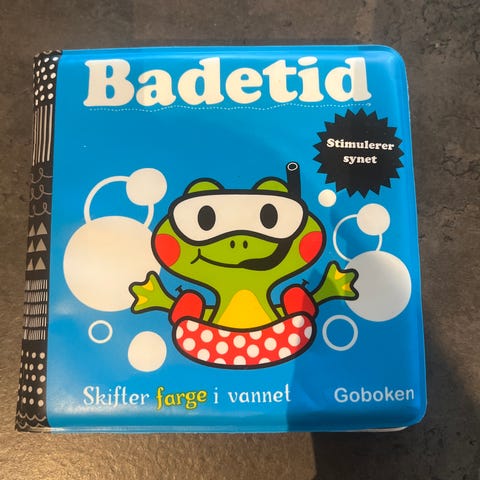 Badetid
Stimulerer
synet
Skifter farge i vannet
Goboken